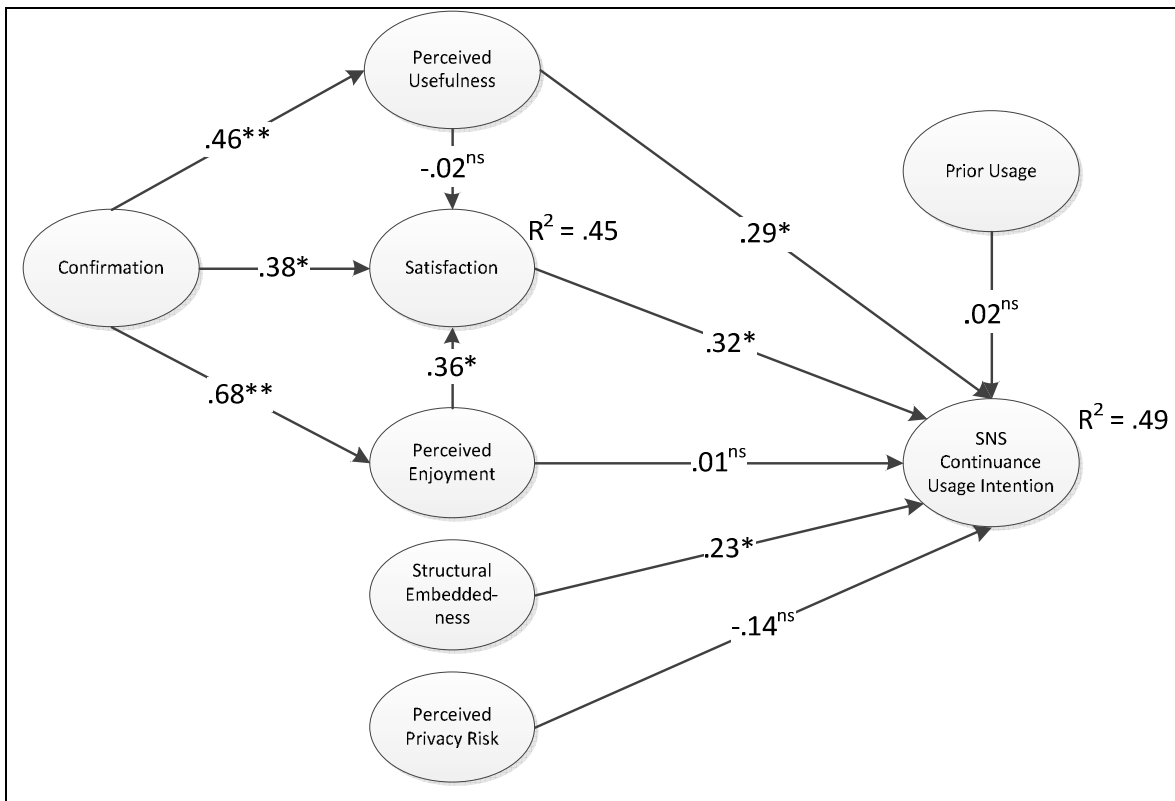 Perceived
Usefulness
.46**
-.02ns
Prior Usage
R2 = .45
.29*
Confirmation
.38*
Satisfaction
.02ns
.32*
.36*
.68**
R2 = .49
SNS
Continuance
Usage Intention
Perceived
Enjoyment
.01ns
.23*
Structural
Embedded-
ness
-.14ns
Perceived
Privacy Risk